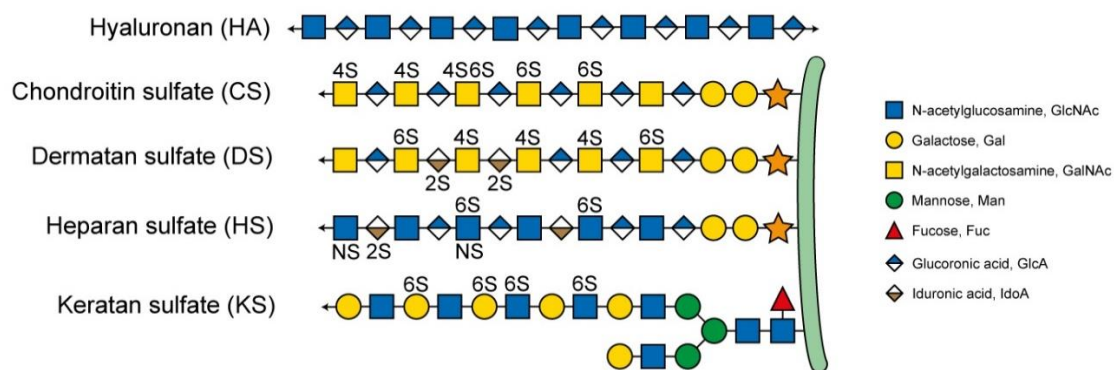 Hyaluronan (HA)
4S 4S 4S6S 6S 6S
Chondroitin sulfate (CS)
6S 4S 4S 4S 6S
Dermatan sulfate (DS)
2S 2S
6S 6S
Heparan sulfate (HS)
NS 2S NS
6S 6S 6S 6S
Keratan sulfate (KS)
N-acetylglucosamine, GlcNAc
Galactose, Gal
N-acetylgalactosamine, GalNAc
Mannose, Man
Fucose, Fuc
Glucoronic acid, GlcA
Iduronic acid, IdoA